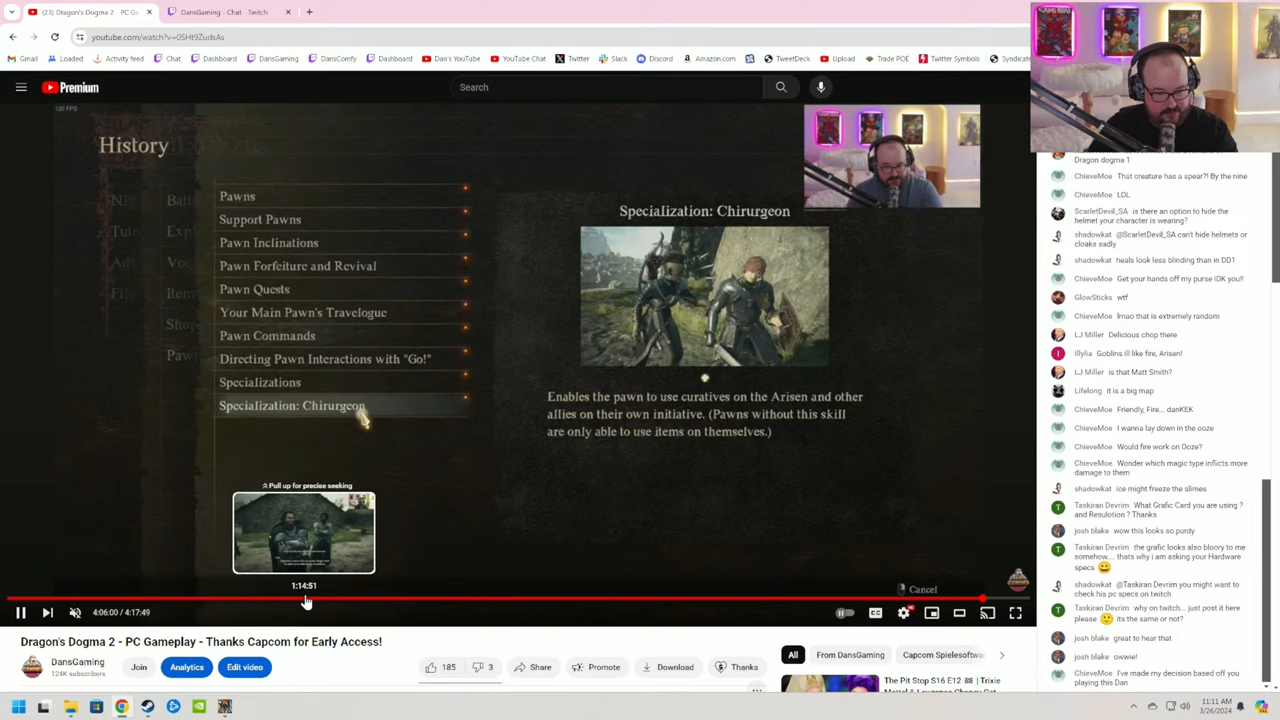 (23) Dragon's Dogma 2 - PC G
DansGaming - Chat - Twitch
youtube.com/watch?v=0SHt9ZudsAs
Gmail
Loaded
Activity feed
Chat
Dashboard
DansGaming
DansComp
Dashboard
Dan's YouTube
YouTube Chat
Twitter
Slack
Discord
Amazon.com
TweetDeck
Upload
Trade POE
Twitter Symbols
Syndicate
Premium
Search
120 FPS
History
Pawns
Support Pawns
Pawn Inclinations
Pawn Forfeiture and Revival
Pawn Quests
Your Main Pawn's Travelogue
Pawn Commands
Directing Pawn Interactions with "Go!"
Specializations
Specialization: Chirurgeon
Specialization: Chirurgeon
Enables the pawn to use curatives on the Arisen and other
allies on their own initiative. (Pawns without this skill
are only able to use items on themselves.)
Cancel
Pull up for precise seeking
1:14:51
4:06:00 / 4:17:49
Dragon's Dogma 2 - PC Gameplay - Thanks Capcom for Early Access!
DansGaming
124K subscribers
Join
Analytics
Edit video
185
3
Share
Promote
Download
Thanks
All
From DansGaming
Capcom Spielesoftwa
The Pit Stop S16 E12
Trixie
Dragon dogma 1
ChieveMoe That creature has a spear?! By the nine
ChieveMoe LOL
ScarletDevil_SA is there an option to hide the
helmet your character is wearing?
shadowkat @ScarletDevil_SA can't hide helmets or
cloaks sadly
shadowkat heals look less blinding than in DD1
ChieveMoe Get your hands off my purse IDK you!!
GlowSticks wtf
ChieveMoe lmao that is extremely random
LJ Miller Delicious chop there
Illylia Goblins ill like fire, Arisen!
LJ Miller is that Matt Smith?
Lifelong it is a big map
ChieveMoe Friendly, Fire... danKEK
ChieveMoe I wanna lay down in the ooze
ChieveMoe Would fire work on Ooze?
ChieveMoe Wonder which magic type inflicts more
damage to them
shadowkat ice might freeze the slimes
Taskiran Devrim What Grafic Card you are using ?
and Resulotion ? Thanks
josh blake wow this looks so purdy
Taskiran Devrim the grafic looks also bloory to me
somehow.... thats why i am asking your Hardware
specs
shadowkat @Taskiran Devrim you might want to
check his pc specs on twitch
Taskiran Devrim why on twitch... just post it here
please its the same or not?
josh blake great to hear that
josh blake owwie!
ChieveMoe I've made my decision based off you
playing this Dan
11:11 AM
3/26/2024